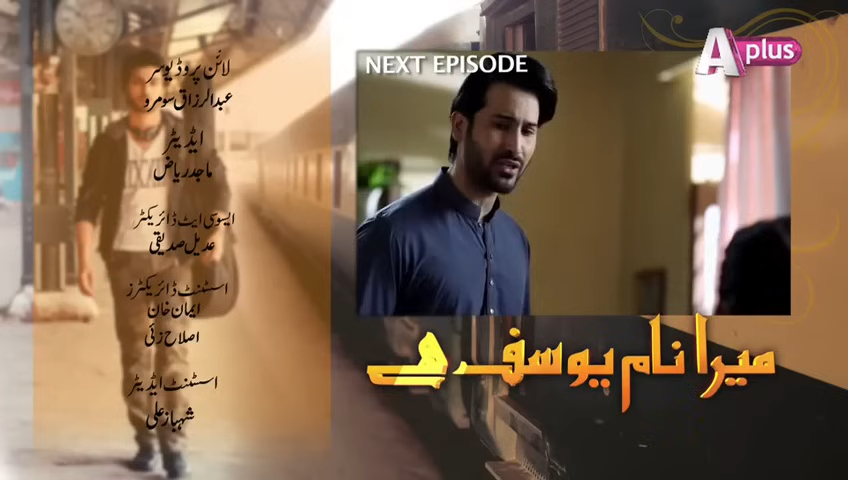 A plus
NEXT EPISODE
لائن پروڈیوسر
عبدالرزاق سومرو
ایڈیٹر
ماجد ریاض
ایسوسی ایٹ ڈائریکٹر
عدیل صدیقی
اسسٹنٹ ڈائریکٹرز
ایمان خان
اصلاح زئی
اسسٹنٹ ایڈیٹر
شہباز علی
میرا نام یوسف ہے